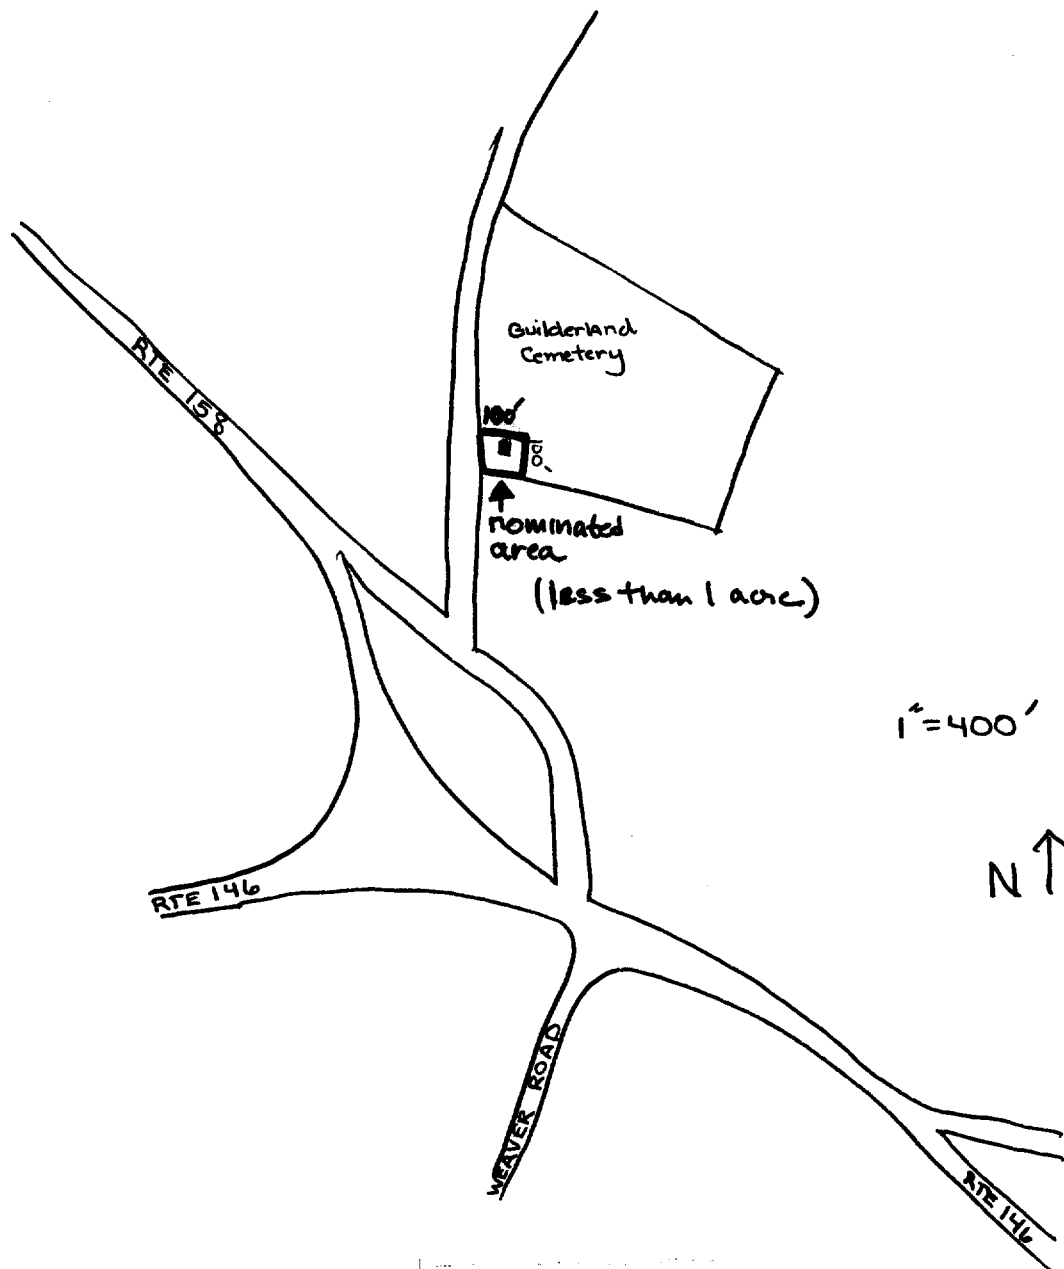 RTE 158
Guilderland
Cemetery
100'
100'
nominated
area
(less than 1 acre)
1"=400'
N
RTE 146
WEAVER ROAD
RTE 146